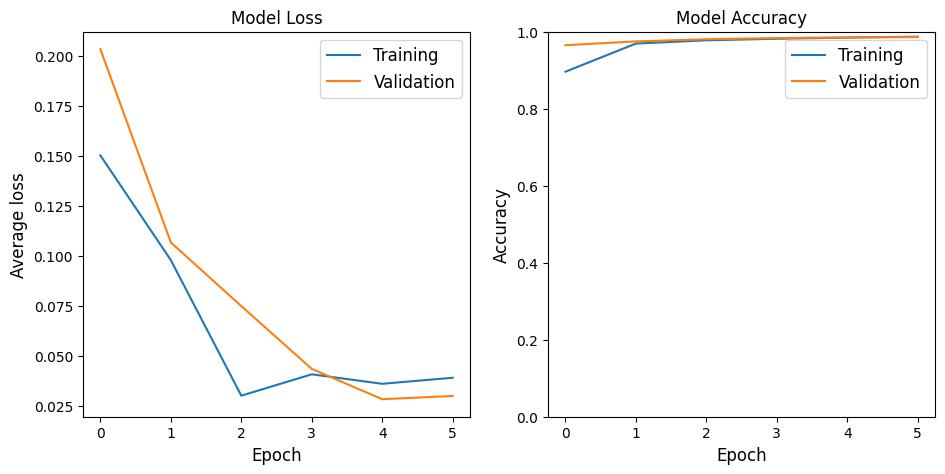 Model Loss
Average loss
0.200
0.175
0.150
0.125
0.100
0.075
0.050
0.025
0 1 2 3 4 5
Epoch
Training
Validation
Model Accuracy
Accuracy
1.0
0.8
0.6
0.4
0.2
0.0
0 1 2 3 4 5
Epoch
Training
Validation